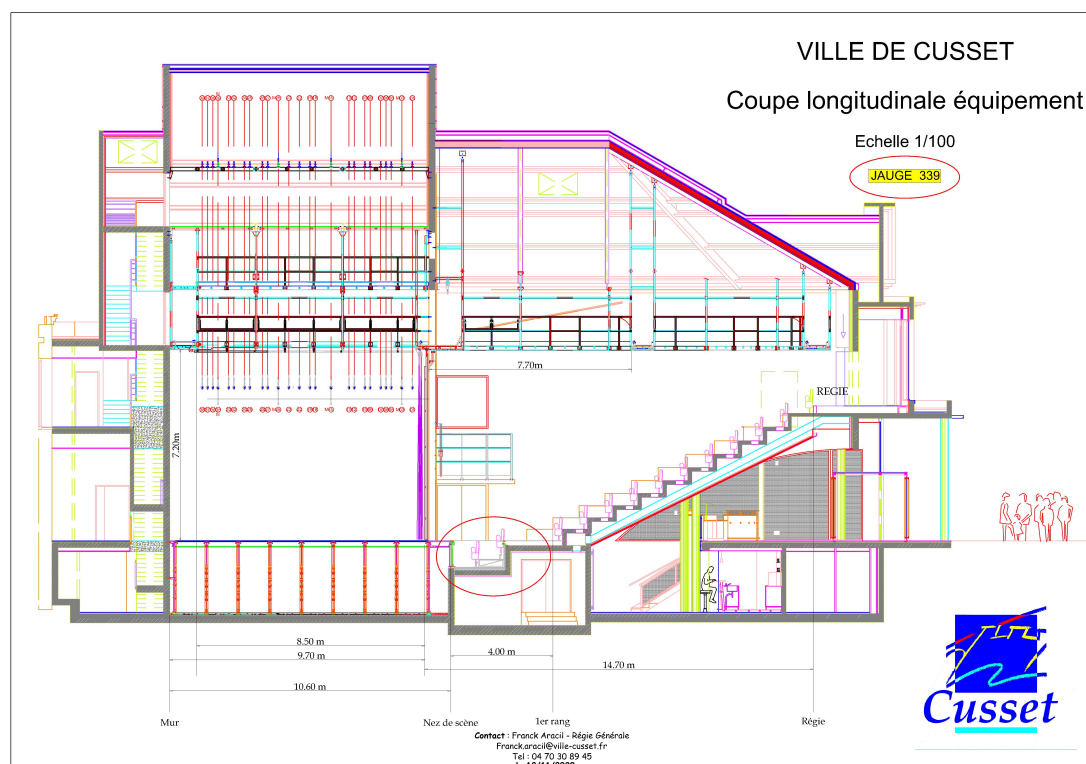 VILLE DE CUSSET
Coupe longitudinale équipement
Echelle 1/100
JAUGE 339
7.70m
REGIE
7.20 m
8.50 m
9.70 m
4.00 m
14.70 m
10.60 m
Mur
Nez de scène
1er rang
Régie
Cusset
Contact : Franck Aracil - Régie Générale
Franck.aracil@ville-cusset.fr
Tel : 04 70 30 89 45